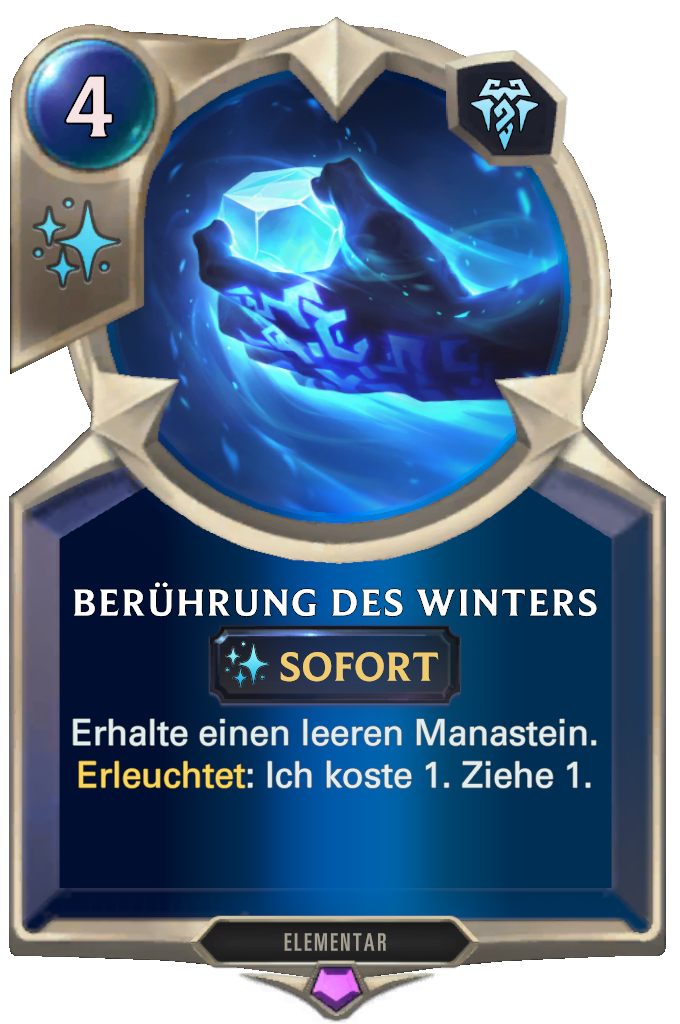 4
BERÜHRUNG DES WINTERS
SOFORT
Erhalte einen leeren Manastein.
Erleuchtet: Ich koste 1. Ziehe 1.
ELEMENTAR